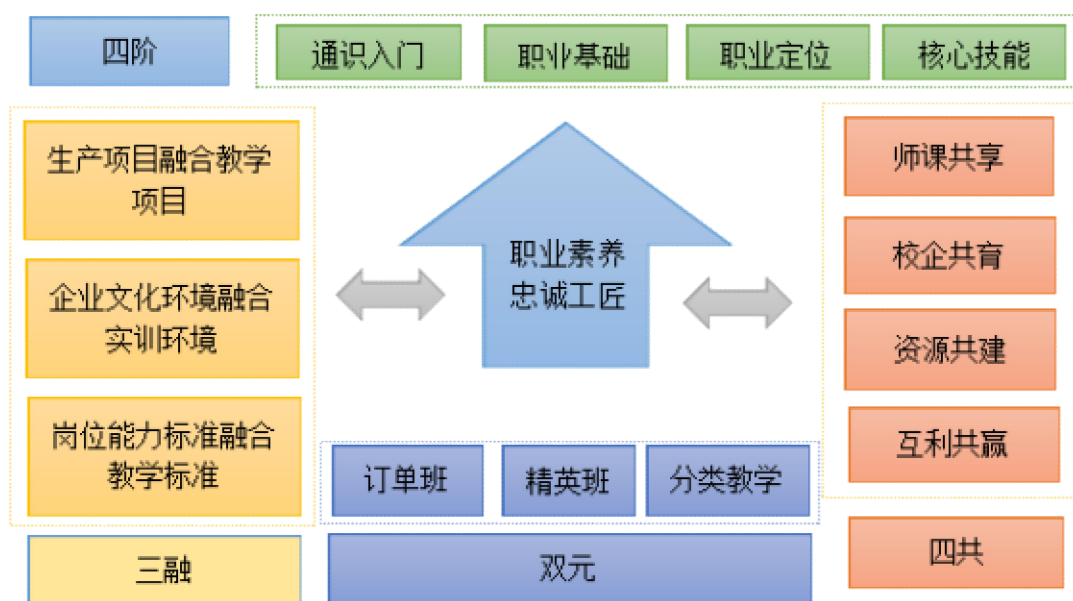 四阶
通识入门
职业基础
职业定位
核心技能
生产项目融合教学
项目
企业文化环境融合
实训环境
岗位能力标准融合
教学标准
三融
职业素养
忠诚工匠
订单班
精英班
分类教学
双元
师课共享
校企共育
资源共建
互利共赢
四共